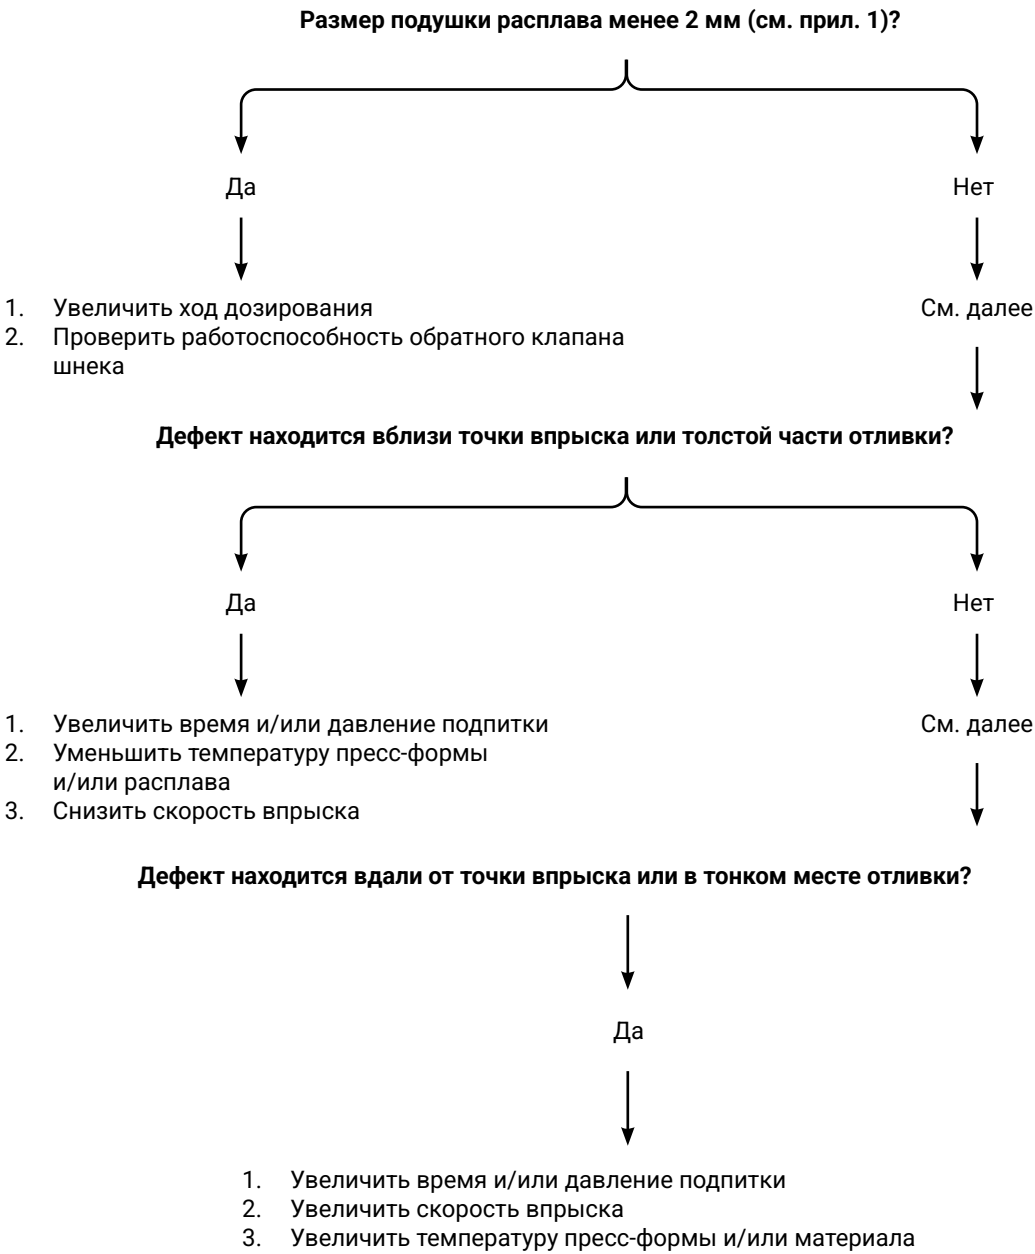 Размер подушки расплава менее 2 мм (см. прил. 1)?
Да
Нет
1. Увеличить ход дозирования
2. Проверить работоспособность обратного клапана
шнека
См. далее
Дефект находится вблизи точки впрыска или толстой части отливки?
Да
Нет
1. Увеличить время и/или давление подпитки
2. Уменьшить температуру пресс-формы
и/или расплава
3. Снизить скорость впрыска
См. далее
Дефект находится вдали от точки впрыска или в тонком месте отливки?
Да
1. Увеличить время и/или давление подпитки
2. Увеличить скорость впрыска
3. Увеличить температуру пресс-формы и/или материала